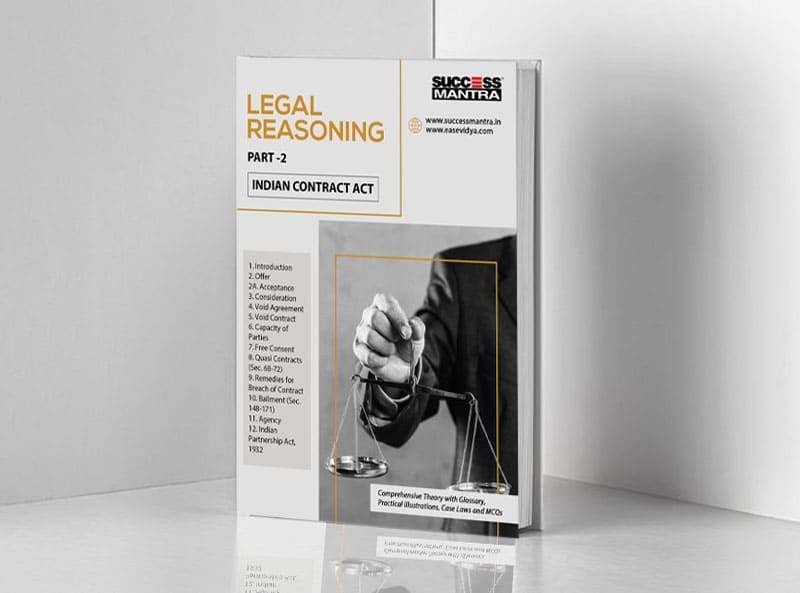 SUCCESS
MANTRA
LEGAL
REASONING
www.successmantra.in
www.easevidya.com
PART -2
INDIAN CONTRACT ACT
1. Introduction
2. Offer
2A. Acceptance
3. Consideration
4. Void Agreement
5. Void Contract
6. Capacity of
Parties
7. Free Consent
8. Quasi Contracts
(Sec. 68-72)
9. Remedies for
Breach of Contract
10. Bailment (Sec.
148-171)
11. Agency
12. Indian
Partnership Act,
1932
Comprehensive Theory with Glossary,
Practical Illustrations, Case Laws and MCQs